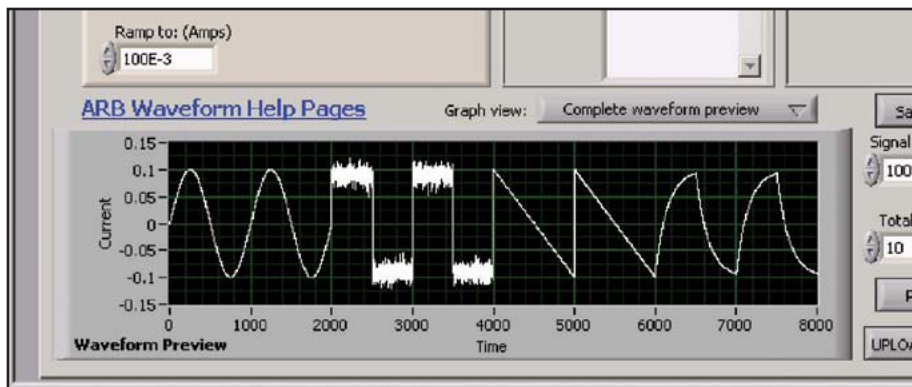 Ramp to: (Amps)
100E-3
ARB Waveform Help Pages
Graph view:
Complete waveform preview
Signal
100
Total
10
Current
0.15
0.1
0.05
0
-0.05
-0.1
-0.15
0
1000
2000
3000
4000
5000
6000
7000
8000
Waveform Preview
Time